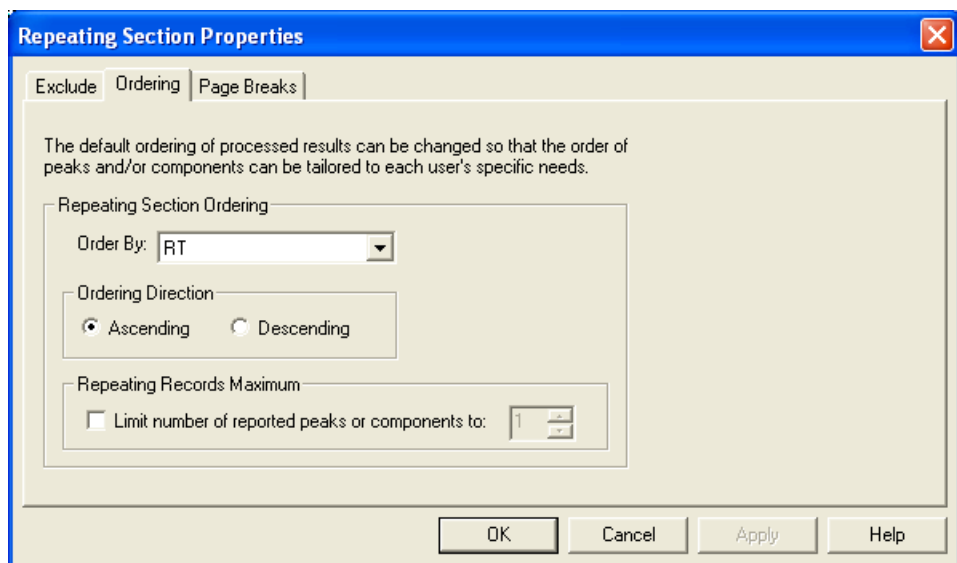 Repeating Section Properties
Exclude Ordering Page Breaks
The default ordering of processed results can be changed so that the order of
peaks and/or components can be tailored to each user's specific needs.
Repeating Section Ordering
Order By: RT
Ordering Direction
Ascending Descending
Repeating Records Maximum
Limit number of reported peaks or components to: 1
OK Cancel Apply Help